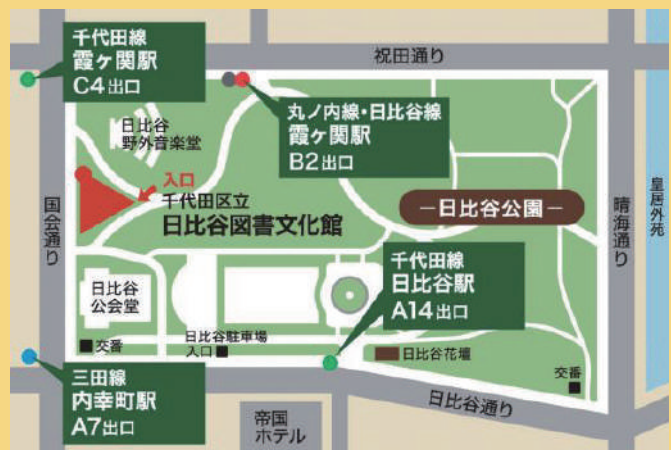 千代田線
霞ヶ関駅
C4出口
祝田通り
丸ノ内線・日比谷線
霞ヶ関駅
B2出口
日比谷
野外音楽堂
入口
千代田区立
日比谷図書文化館
国会通り
－日比谷公園－
晴海通り
皇居外苑
千代田線
日比谷駅
A14出口
日比谷
公会堂
交番
日比谷駐車場
入口
日比谷花壇
交番
三田線
内幸町駅
A7出口
帝国
ホテル
日比谷通り